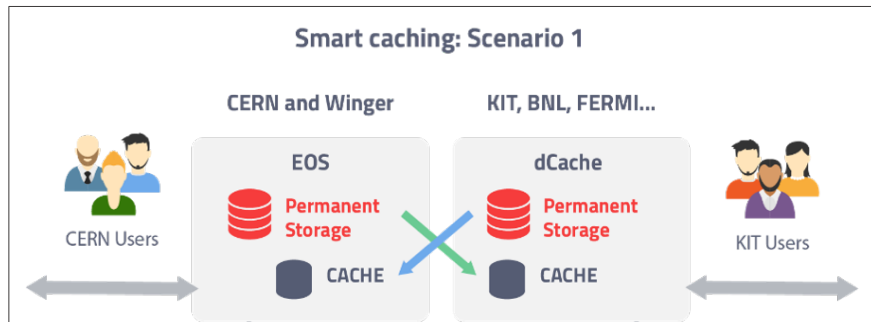 Smart caching: Scenario 1
CERN and Winger
KIT, BNL, FERMI...
EOS
dCache
Permanent
Storage
Permanent
Storage
CERN Users
KIT Users
CACHE
CACHE